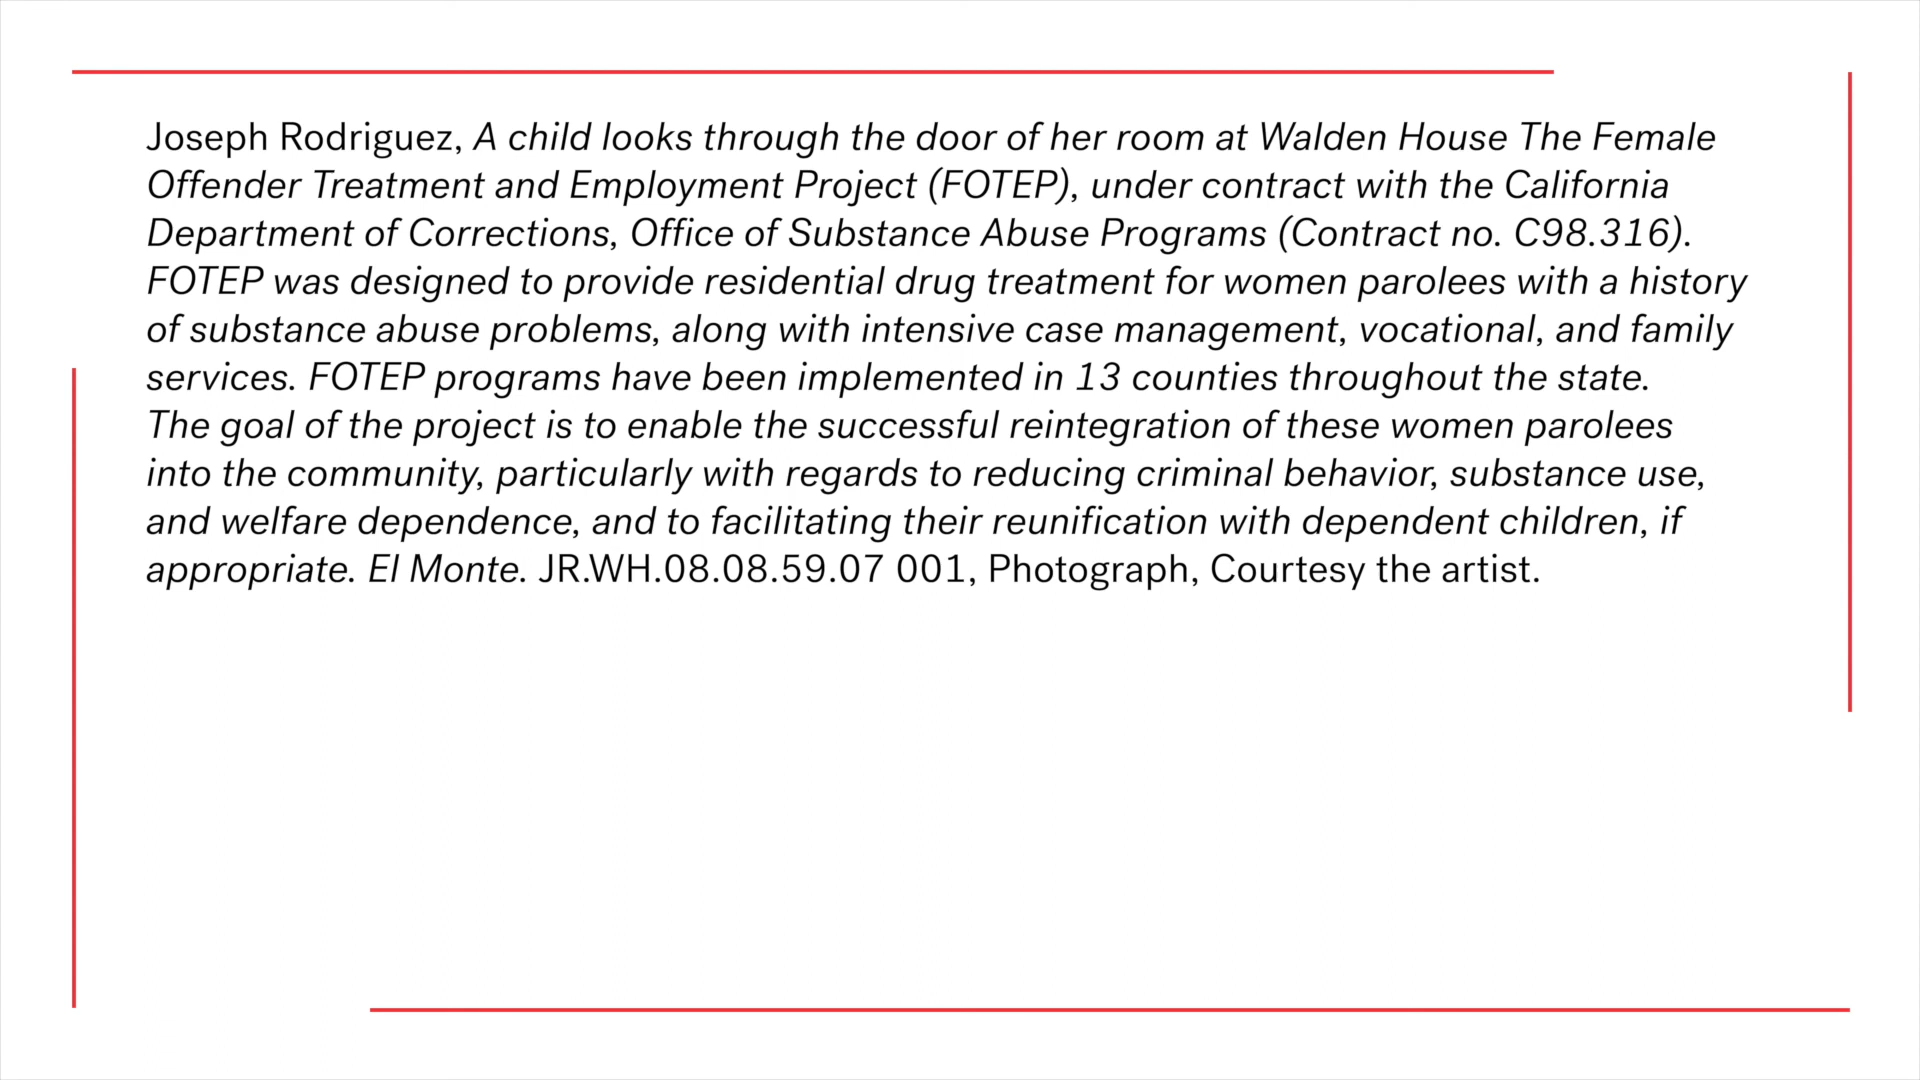 Joseph Rodriguez, A child looks through the door of her room at Walden House The Female
Offender Treatment and Employment Project (FOTEP), under contract with the California
Department of Corrections, Office of Substance Abuse Programs (Contract no. C98.316).
FOTEP was designed to provide residential drug treatment for women parolees with a history
of substance abuse problems, along with intensive case management, vocational, and family
services. FOTEP programs have been implemented in 13 counties throughout the state.
The goal of the project is to enable the successful reintegration of these women parolees
into the community, particularly with regards to reducing criminal behavior, substance use,
and welfare dependence, and to facilitating their reunification with dependent children, if
appropriate. El Monte. JR.WH.08.08.59.07 001, Photograph, Courtesy the artist.